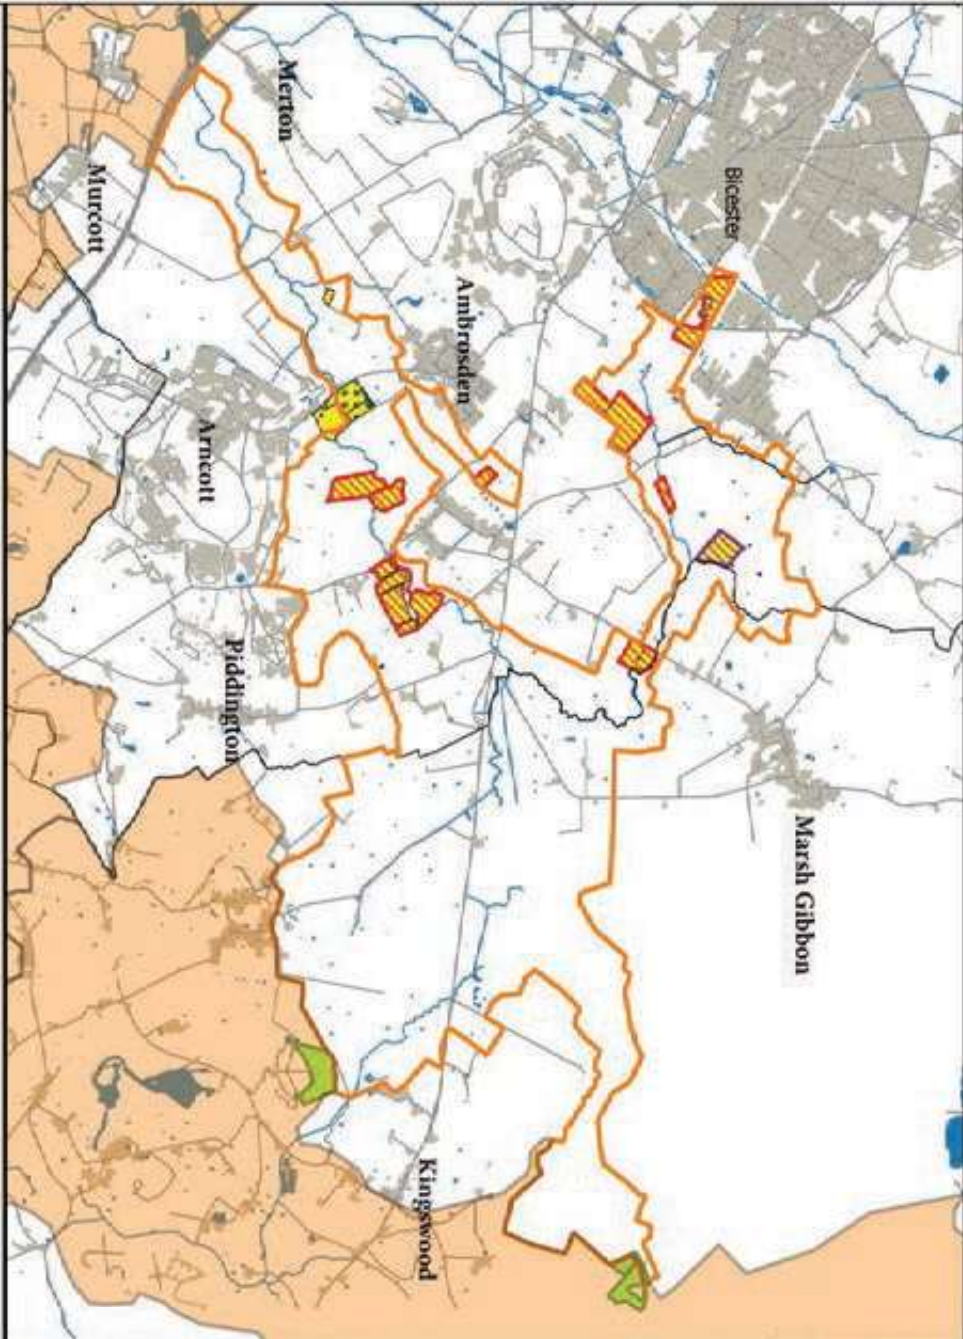 Bicester
Merton
Murcott
Ambrosden
Arncott
Piddington
Marsh Gibbon
Kingswood